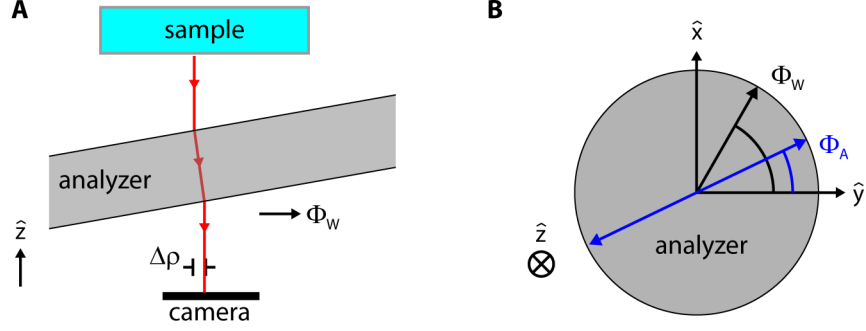 A
sample
analyzer
ẑ
Φ_W
Δρ
camera
B
x̂
Φ_W
Φ_A
ŷ
ẑ
analyzer